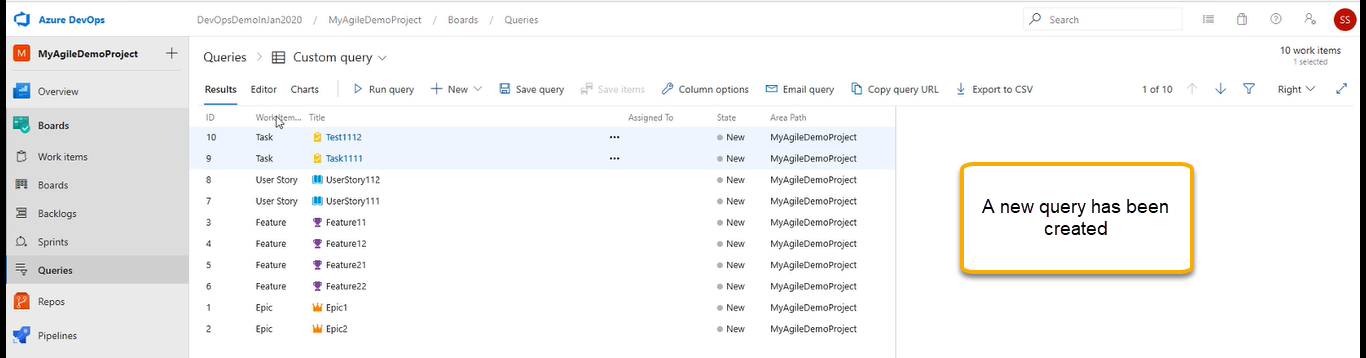 Azure DevOps
DevOpsDemoInJan2020 / MyAgileDemoProject / Boards / Queries
Search
SS
M MyAgileDemoProject
Queries > Custom query
10 work items
1 selected
Overview
Results Editor Charts Run query New Save query Save items Column options Email query Copy query URL Export to CSV 1 of 10 Right
Boards
Work items
Boards
Backlogs
Sprints
Queries
Repos
Pipelines
ID Work Item... Title Assigned To State Area Path
10 Task Test1112 ... New MyAgileDemoProject
9 Task Task1111 ... New MyAgileDemoProject
8 User Story UserStory112 New MyAgileDemoProject
7 User Story UserStory111 New MyAgileDemoProject
3 Feature Feature11 New MyAgileDemoProject
4 Feature Feature12 New MyAgileDemoProject
5 Feature Feature21 New MyAgileDemoProject
6 Feature Feature22 New MyAgileDemoProject
1 Epic Epic1 New MyAgileDemoProject
2 Epic Epic2 New MyAgileDemoProject
A new query has been
created